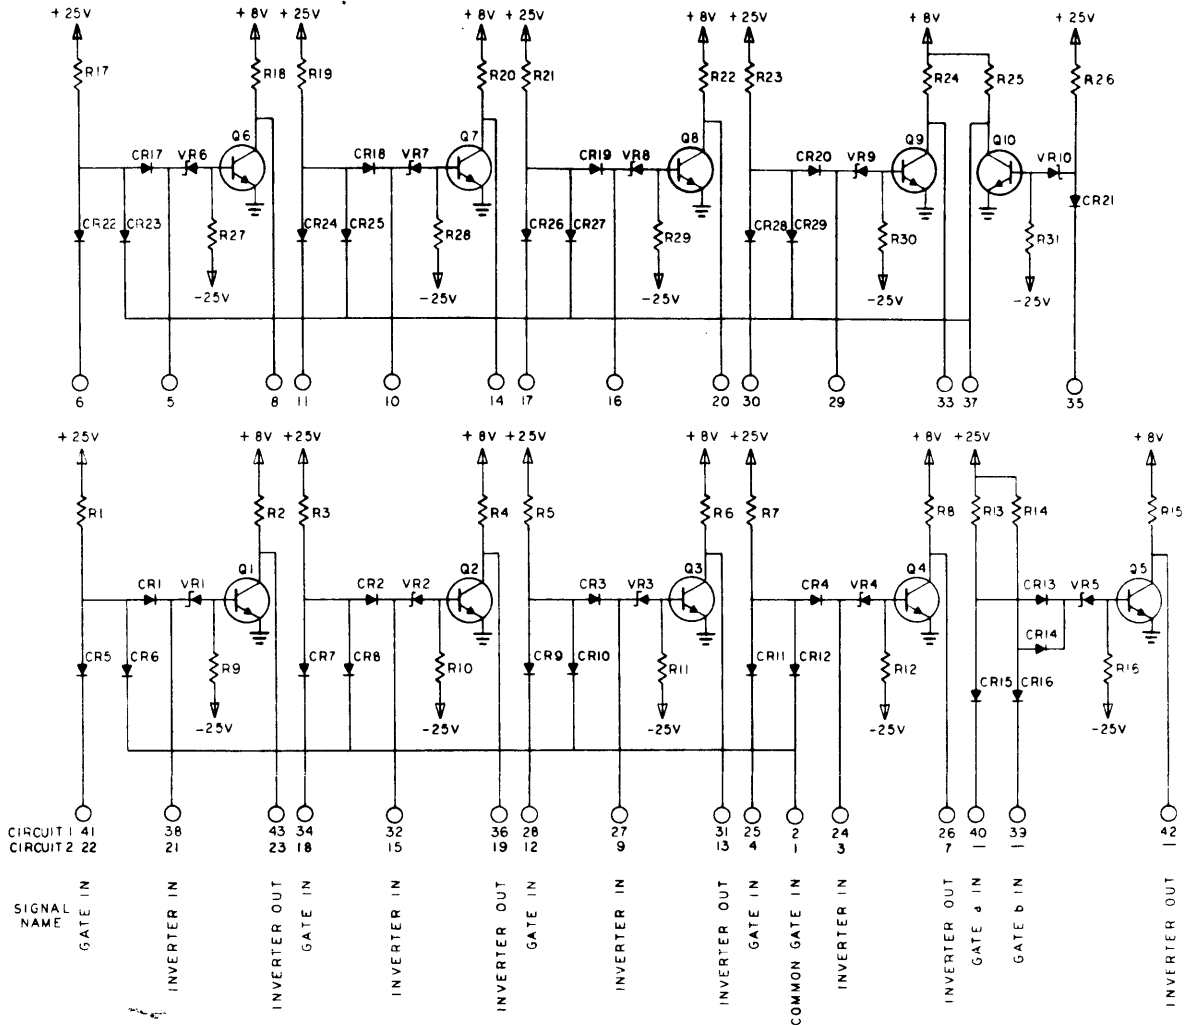 +25V +8V +25V +8V +25V +8V +25V +8V +25V
R17 R18 R19 R20 R21 R22 R23 R24 R25 R26
Q6 Q7 Q8 Q9 Q10
CR17 VR6 CR18 VR7 CR19 VR8 CR20 VR9 VR10
CR21
CR22 CR23 R27 CR24 CR25 R28 CR26 CR27 R29 CR28 CR29 R30 R31
-25V -25V -25V -25V -25V
6 5 8 11 10 14 17 16 20 30 29 33 37 35
+25V +8V +25V +8V +25V +8V +25V +8V +25V +8V
R1 R2 R3 R4 R5 R6 R7 R8 R13 R14 R15
Q1 Q2 Q3 Q4 Q5
CR1 VR1 CR2 VR2 CR3 VR3 CR4 VR4 CR13 VR5
CR14
CR5 CR6 R9 CR7 CR8 R10 CR9 CR10 R11 CR11 CR12 R12 CR15 CR16 R16
-25V -25V -25V -25V -25V
CIRCUIT 1 41 38 43 34 32 36 28 27 31 25 2 24 26 40 39 42
CIRCUIT 2 22 21 23 18 15 19 12 9 13 4 1 3 7 — — —
SIGNAL
NAME
GATE IN
INVERTER IN
INVERTER OUT
GATE IN
INVERTER IN
INVERTER OUT
GATE IN
INVERTER IN
INVERTER OUT
GATE IN
COMMON GATE IN
INVERTER IN
INVERTER OUT
GATE a IN
GATE b IN
INVERTER OUT